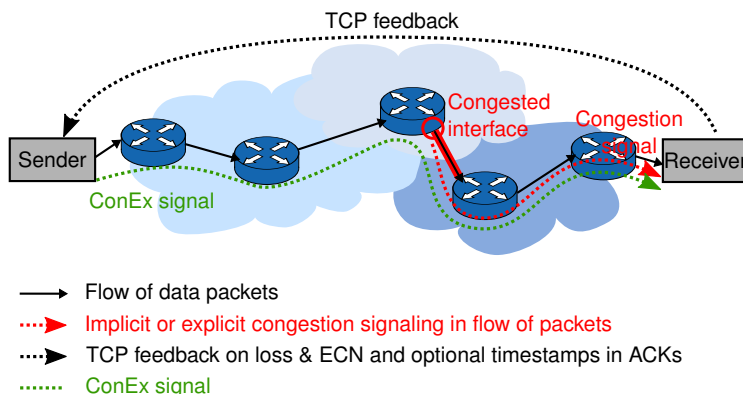 TCP feedback
Congested
interface
Congestion
signal
Sender
Receiver
ConEx signal
Flow of data packets
Implicit or explicit congestion signaling in flow of packets
TCP feedback on loss & ECN and optional timestamps in ACKs
ConEx signal